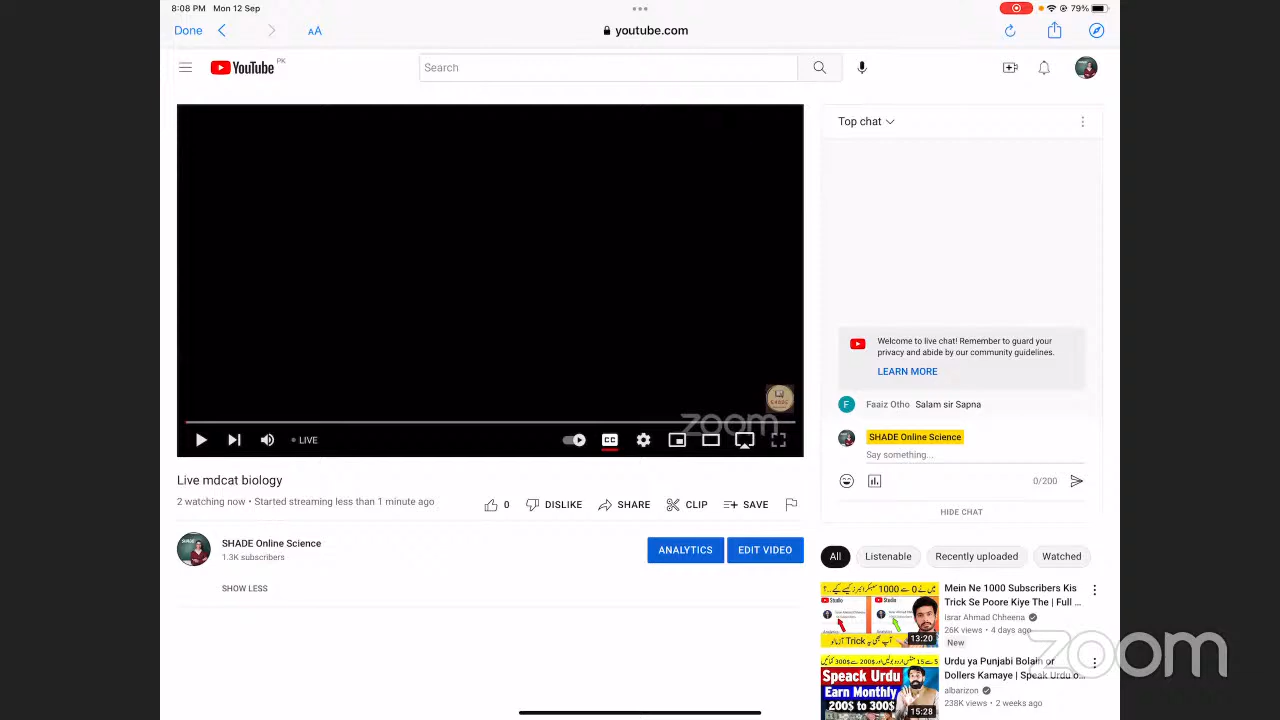 8:08 PM Mon 12 Sep
79%
Done
AA
youtube.com
YouTube PK
Search
zoom
LIVE
CC
Live mdcat biology
2 watching now • Started streaming less than 1 minute ago
0
DISLIKE
SHARE
CLIP
SAVE
SHADE Online Science
1.3K subscribers
ANALYTICS
EDIT VIDEO
SHOW LESS
Top chat
Welcome to live chat! Remember to guard your
privacy and abide by our community guidelines.
LEARN MORE
F
Faaiz Otho Salam sir Sapna
SHADE Online Science
Say something...
0/200
HIDE CHAT
All
Listenable
Recently uploaded
Watched
Studio
Studio
Trick
13:20
Mein Ne 1000 Subscribers Kis
Trick Se Poore Kiye The | Full ...
Israr Ahmad Chheena
26K views • 4 days ago
New
Speack Urdu
Earn Monthly
200$ to 300$
15:28
Urdu ya Punjabi Bolain or
Dollers Kamaye | Speak Urdu o...
albarizon
238K views • 2 weeks ago
zoom